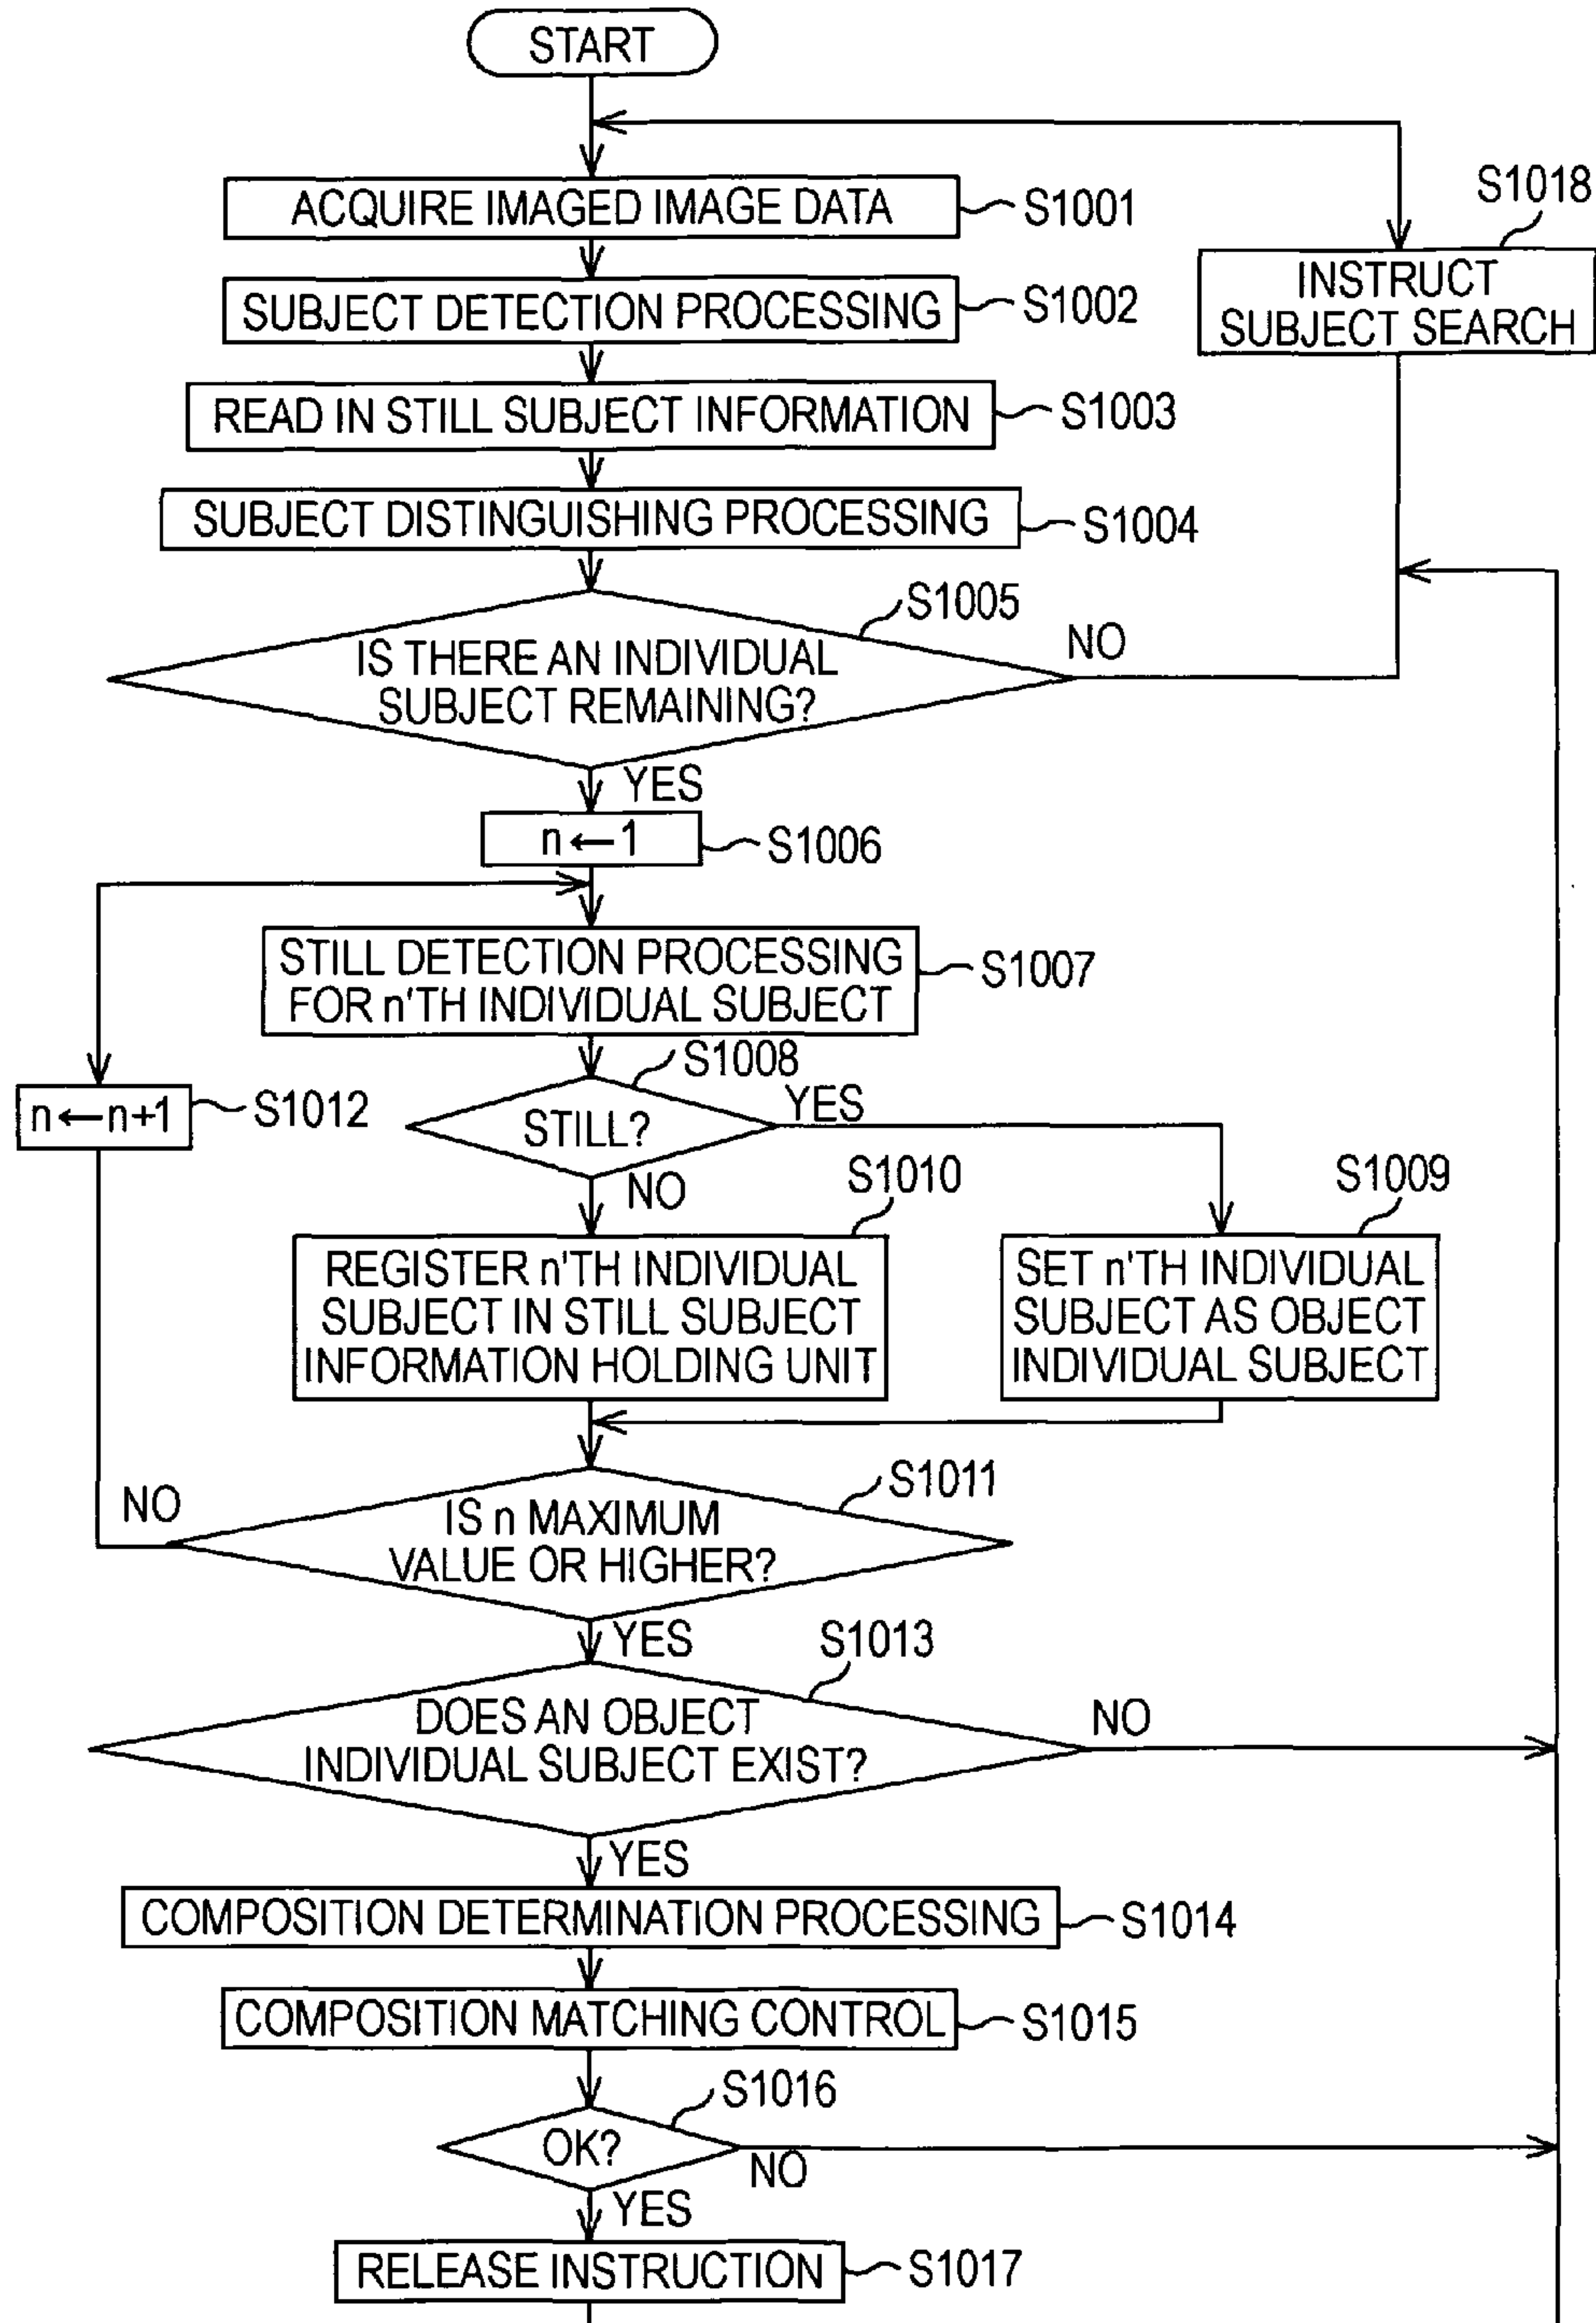 START
ACQUIRE IMAGED IMAGE DATA
S1001
S1018
INSTRUCT
SUBJECT SEARCH
SUBJECT DETECTION PROCESSING
S1002
READ IN STILL SUBJECT INFORMATION
S1003
SUBJECT DISTINGUISHING PROCESSING
S1004
S1005
IS THERE AN INDIVIDUAL
SUBJECT REMAINING?
NO
YES
n←1
S1006
STILL DETECTION PROCESSING
FOR n'TH INDIVIDUAL SUBJECT
S1007
S1008
n←n+1
S1012
STILL?
YES
NO
S1010
S1009
REGISTER n'TH INDIVIDUAL
SUBJECT IN STILL SUBJECT
INFORMATION HOLDING UNIT
SET n'TH INDIVIDUAL
SUBJECT AS OBJECT
INDIVIDUAL SUBJECT
S1011
NO
IS n MAXIMUM
VALUE OR HIGHER?
YES
S1013
DOES AN OBJECT
INDIVIDUAL SUBJECT EXIST?
NO
YES
COMPOSITION DETERMINATION PROCESSING
S1014
COMPOSITION MATCHING CONTROL
S1015
S1016
OK?
NO
YES
RELEASE INSTRUCTION
S1017